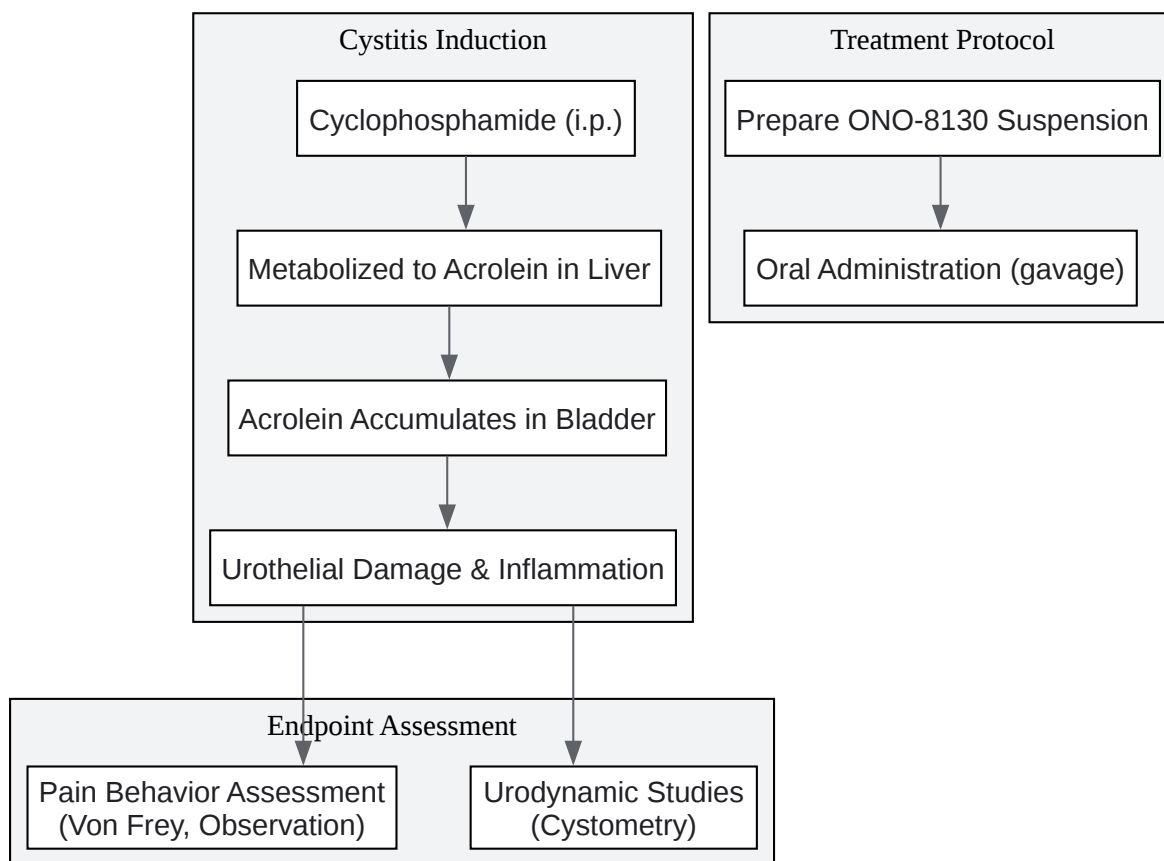 Cystitis Induction
Cyclophosphamide (i.p.)
Metabolized to Acrolein in Liver
Acrolein Accumulates in Bladder
Urothelial Damage & Inflammation
Treatment Protocol
Prepare ONO-8130 Suspension
Oral Administration (gavage)
Endpoint Assessment
Pain Behavior Assessment
(Von Frey, Observation)
Urodynamic Studies
(Cystometry)